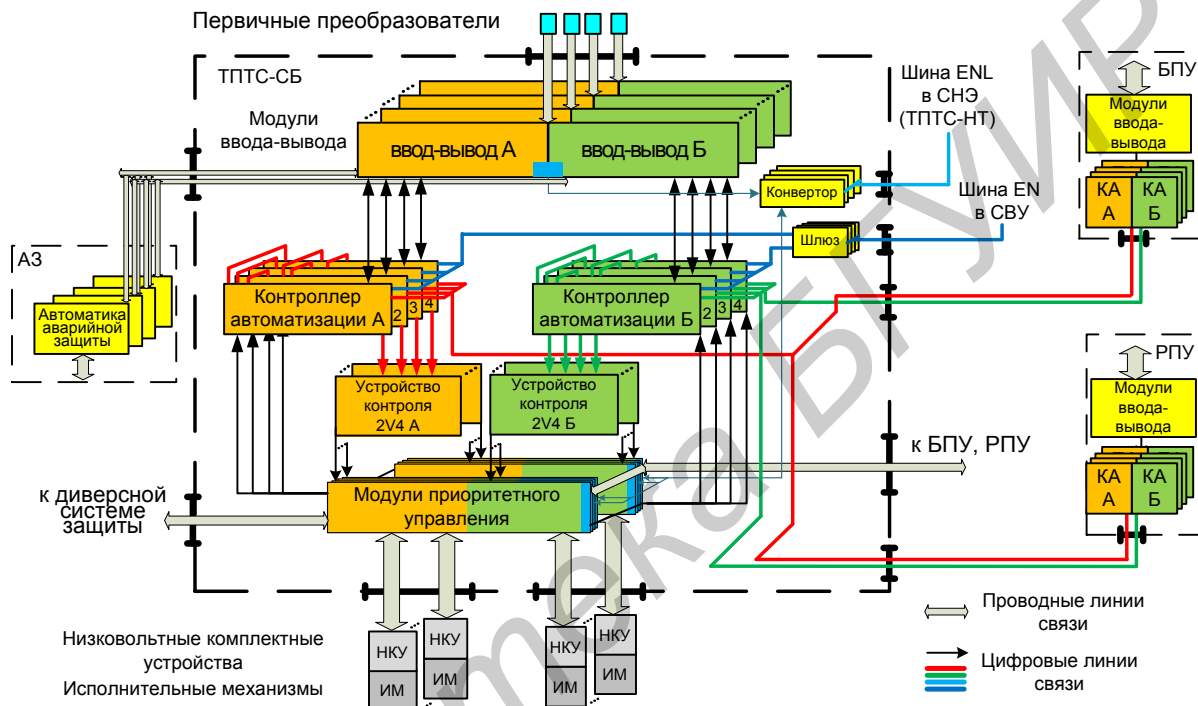 Первичные преобразователи
ТПТС-СБ
Модули
ввода-вывода
ввод-вывод А
ввод-вывод Б
Шина ENL
в СНЭ
(ТПТС-НТ)
Конвертор
Шина EN
в СВУ
Шлюз
БПУ
Модули
ввода-
вывода
КА
А
КА
Б
АЗ
Автоматика
аварийной
защиты
Контроллер
автоматизации А
2
3
4
Контроллер
автоматизации Б
2
3
4
Устройство
контроля
2V4 А
Устройство
контроля
2V4 Б
РПУ
Модули
ввода-
вывода
КА
А
КА
Б
к БПУ, РПУ
Модули приоритетного
управления
к диверсной
системе
защиты
Низковольтные комплектные
устройства
Исполнительные механизмы
НКУ
ИМ
НКУ
ИМ
НКУ
ИМ
НКУ
ИМ
Проводные линии
связи
Цифровые линии
связи
тека БГУИР